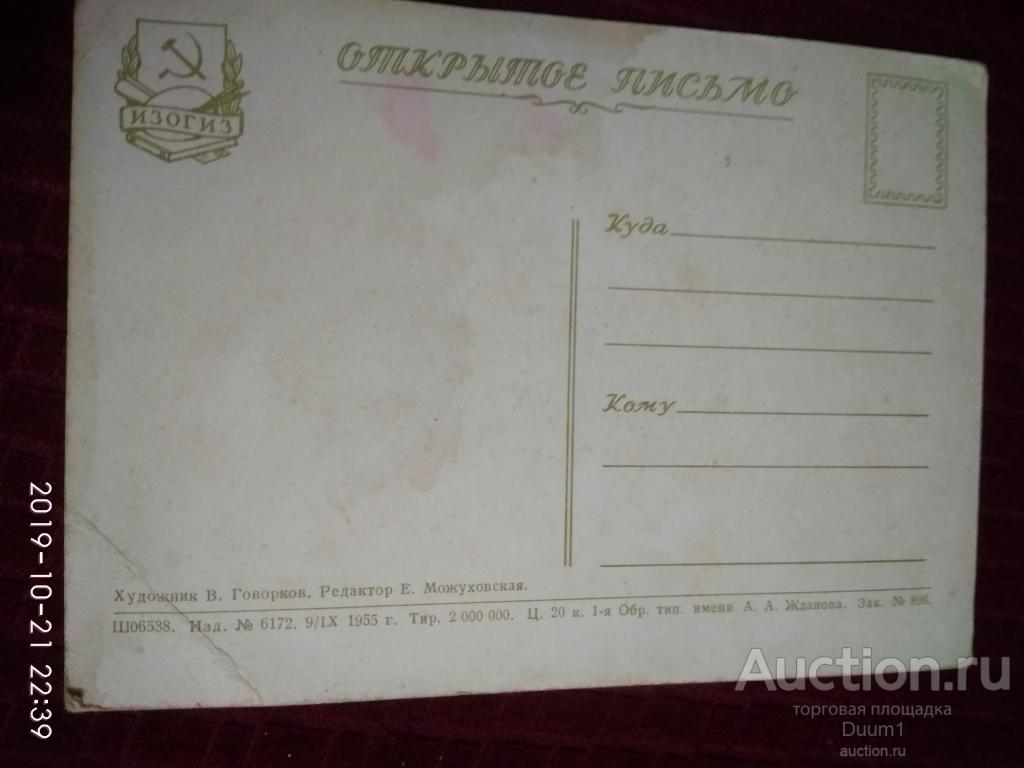 ИЗОГИЗ
ОТКРЫТОЕ ПИСЬМО
Куда
Кому
Художник В. Говорков. Редактор Е. Можуховская.
Ш06538. Изд. № 6172. 9/IX 1955 г. Тир. 2 000 000. Ц. 20 к. 1-я Обр. тип. имени А. А. Жданова. Зак. № 896.
2019-10-21 22:39
Auction.ru
торговая площадка
Duum1
auction.ru